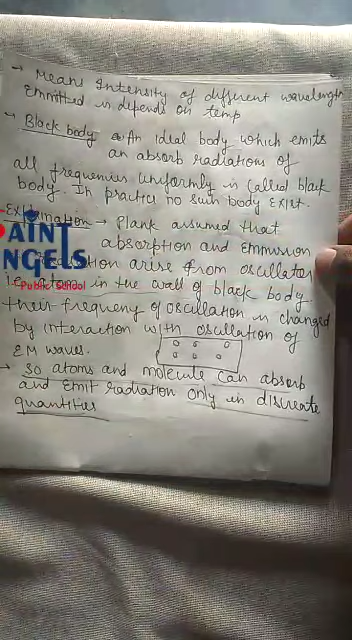 → Means Intensity of different wavelength
Emmitted is depends on temp
→ Black body An ideal body which emits
an absorb radiations of
all frequencies uniformly is called black
body. In practice no such body Exist.
Explanation → Plank assumed that
absorption and Emmission
arise from oscillator
i.e. atoms in the wall of black body
their frequency of oscillation is changed
by interaction with oscillation of
EM waves.
→ So atoms and molecule can absorb
and Emit radiation only in discreate
quantities
SAINT
ANGELS
Public School